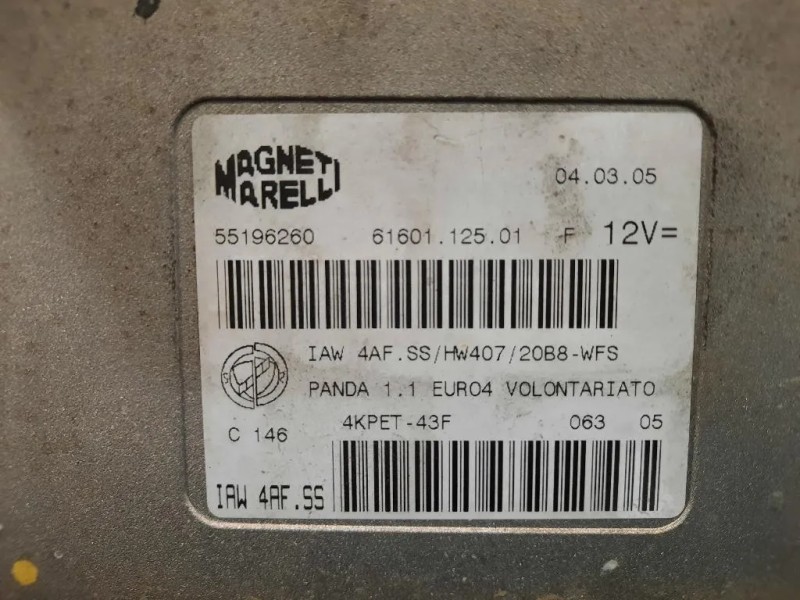 MAGNETI
MARELLI
04.03.05
55196260 61601.125.01 F 12V=
IAW 4AF.SS/HW407/20B8-WFS
PANDA 1.1 EURO4 VOLONTARIATO
C 146 4KPET-43F 063 05
IAW 4AF.SS